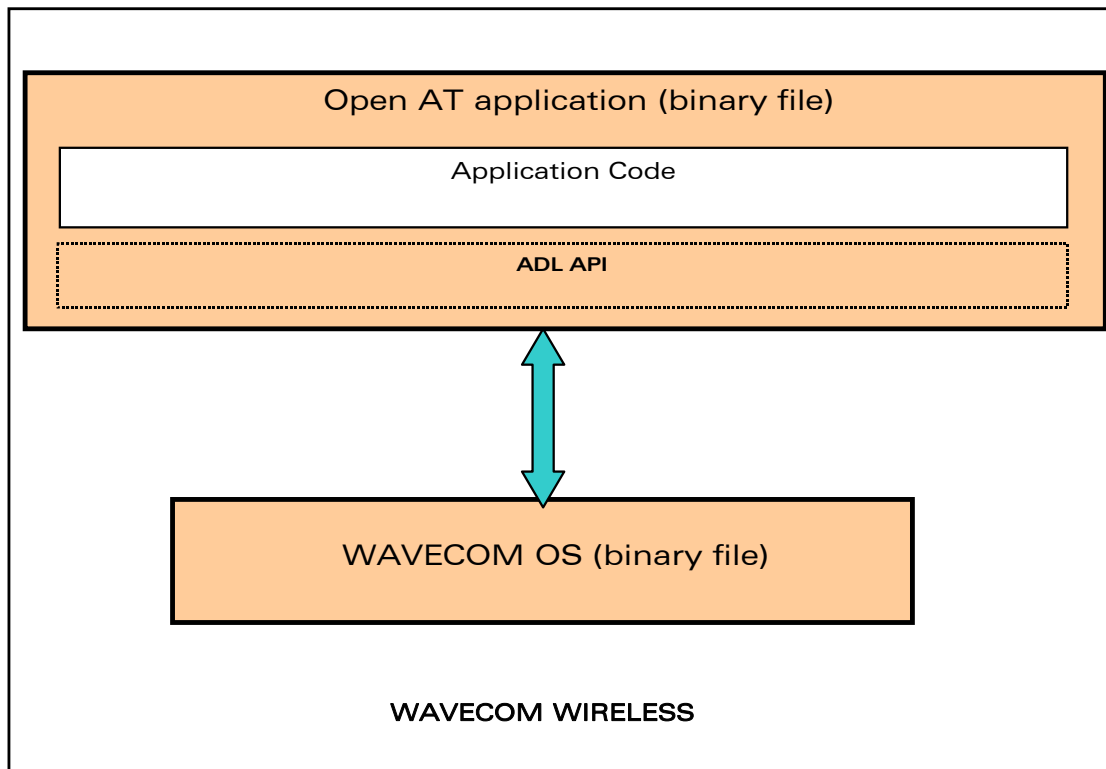 Open AT application (binary file)
Application Code
ADL API
WAVECOM OS (binary file)
WAVECOM WIRELESS